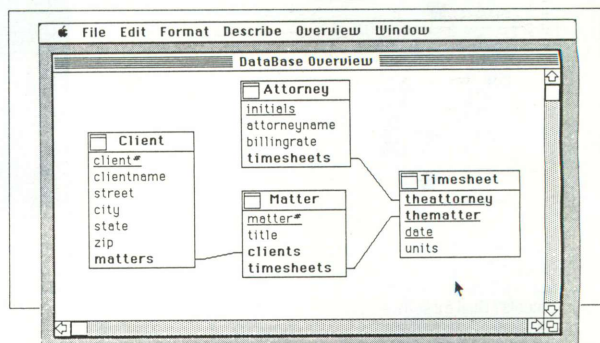 File Edit Format Describe Overview Window
DataBase Overview
Client
client#
clientname
street
city
state
zip
matters
Attorney
initials
attorneyname
billingrate
timesheets
Matter
matter#
title
clients
timesheets
Timesheet
theattorney
thematter
date
units